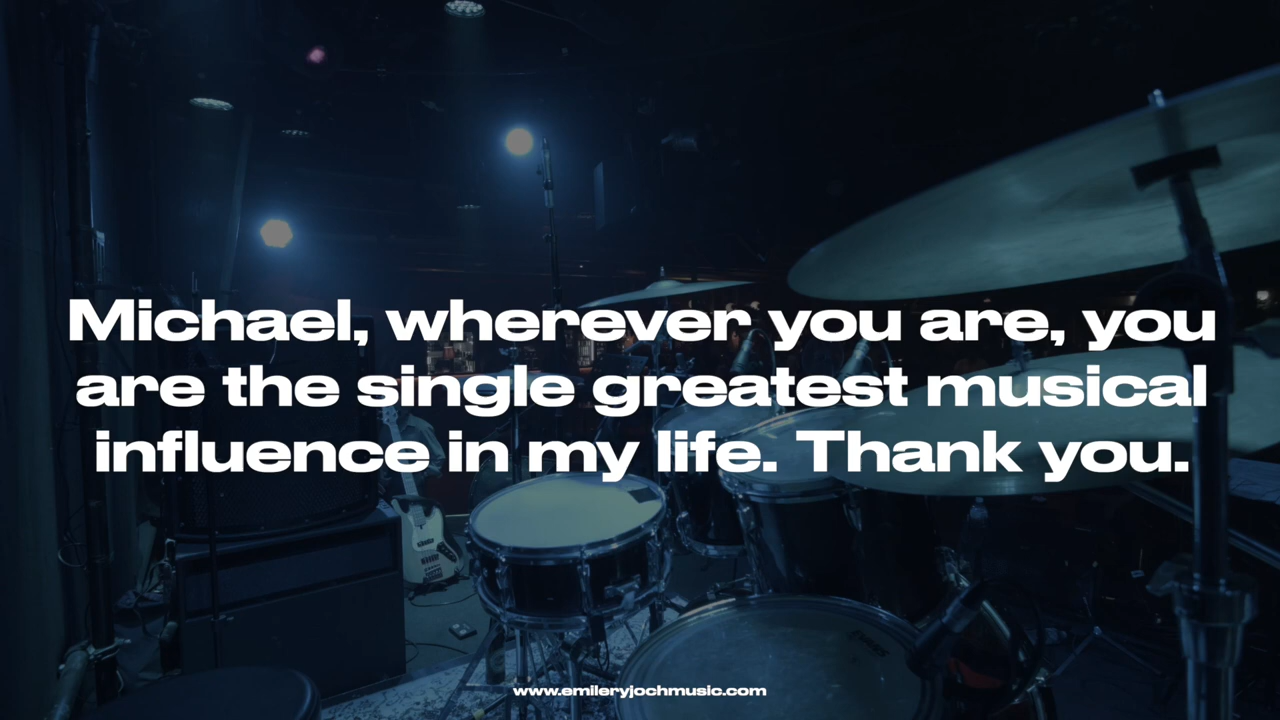 Michael, wherever you are, you
are the single greatest musical
influence in my life. Thank you.
www.emileryjochmusic.com